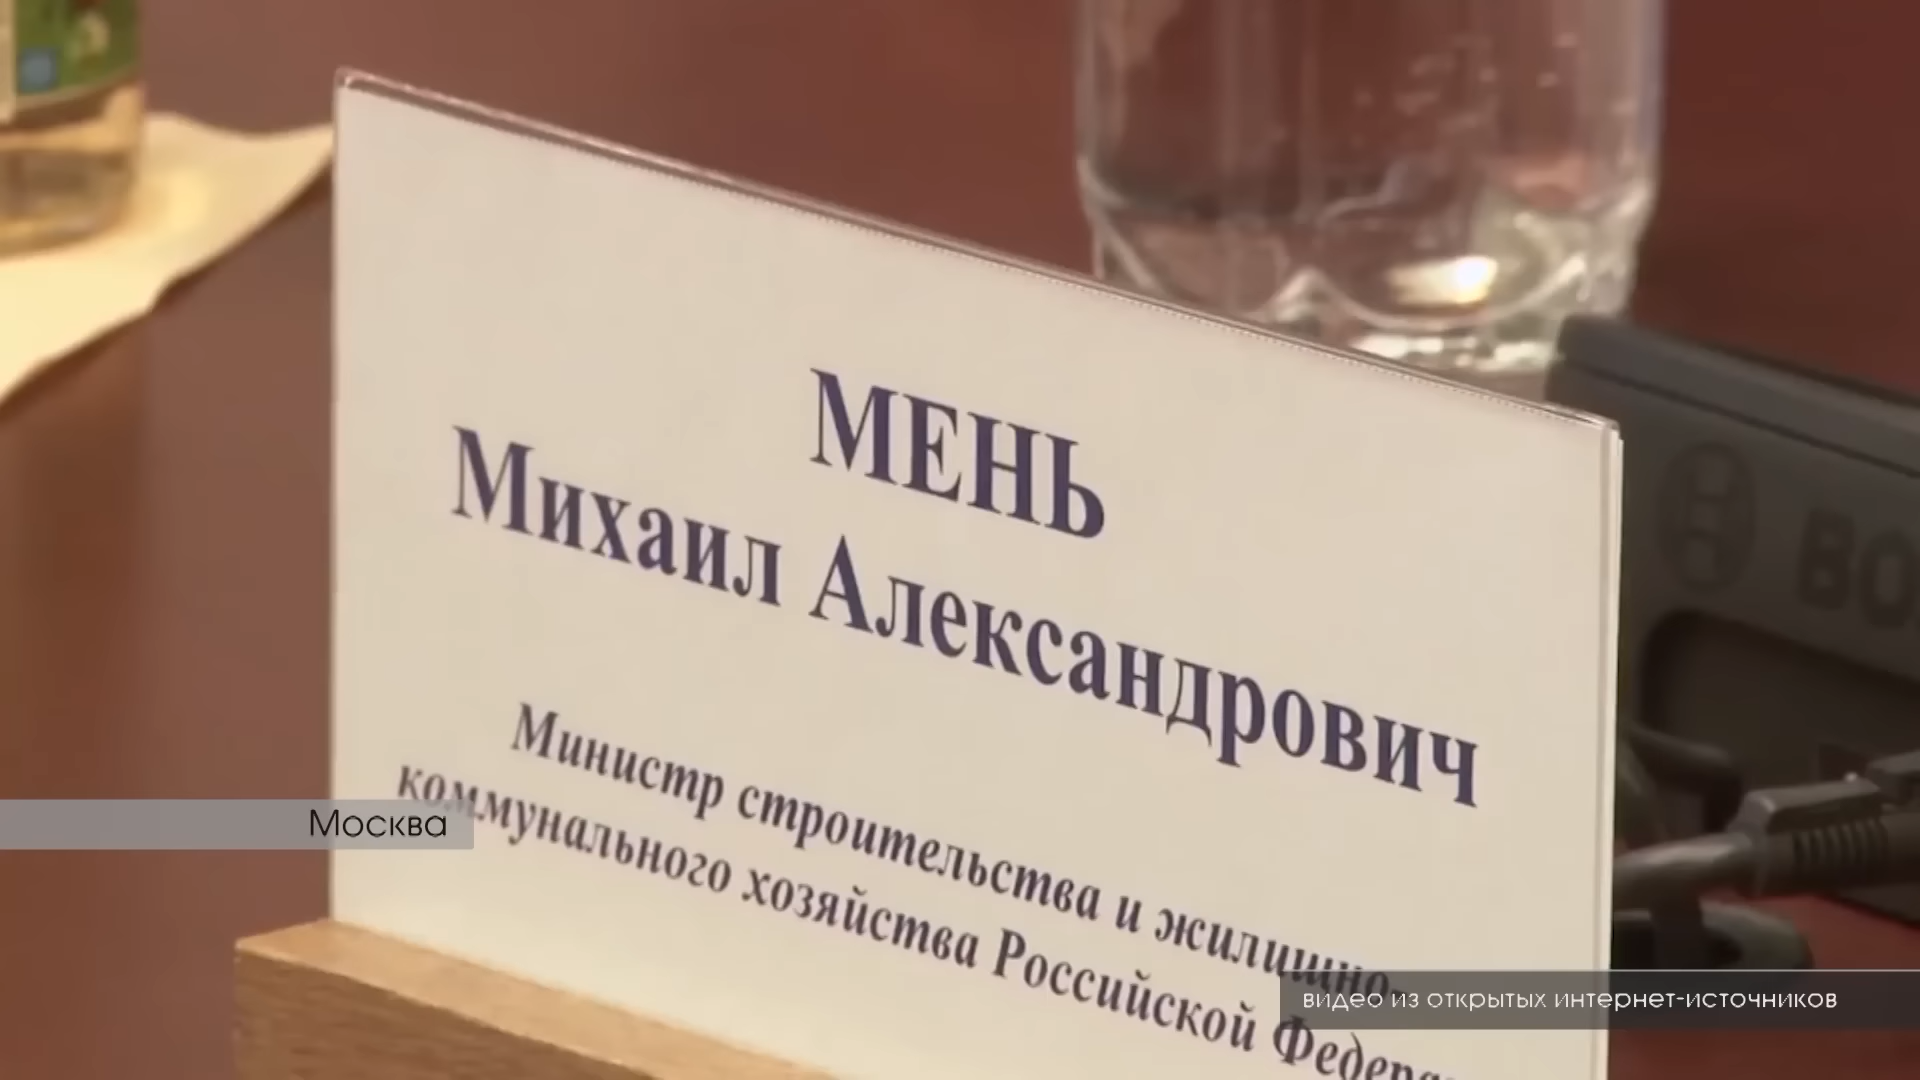 МЕНЬ
Михаил Александрович
Министр строительства и жилищно-
коммунального хозяйства Российской
Москва
видео из открытых интернет-источников